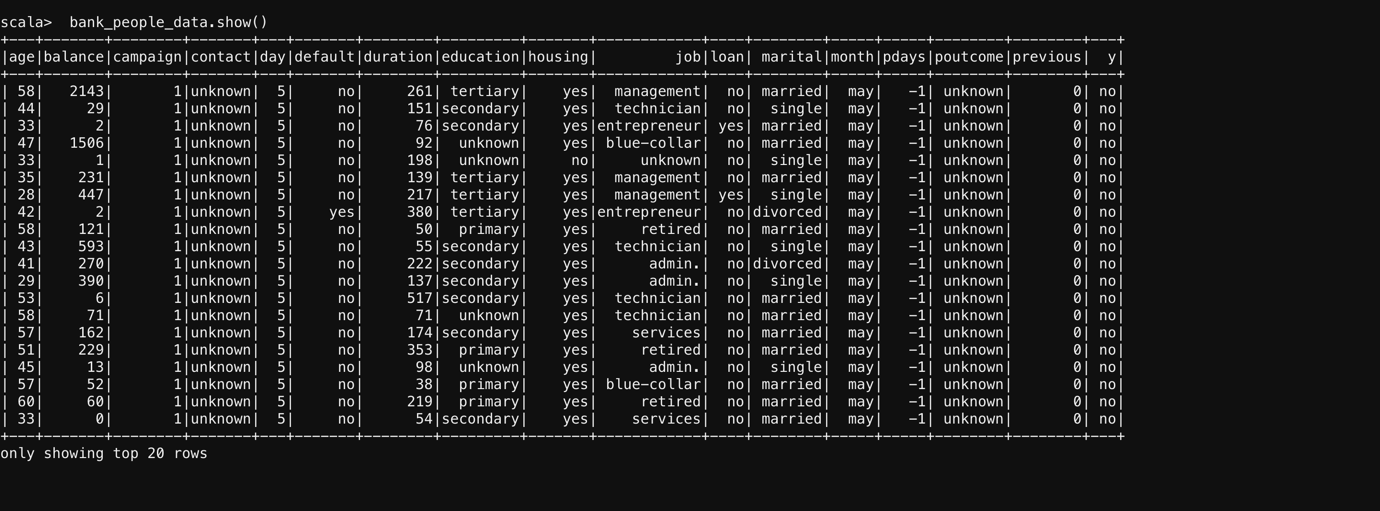 scala>  bank_people_data.show()
+---+-------+--------+-------+---+-------+--------+---------+-------+------------+----+--------+-----+-----+--------+--------+---+
|age|balance|campaign|contact|day|default|duration|education|housing|         job|loan| marital|month|pdays|poutcome|previous|  y|
+---+-------+--------+-------+---+-------+--------+---------+-------+------------+----+--------+-----+-----+--------+--------+---+
| 58|   2143|       1|unknown|  5|     no|     261| tertiary|    yes|  management|  no| married|  may|   -1| unknown|       0| no|
| 44|     29|       1|unknown|  5|     no|     151|secondary|    yes|  technician|  no|  single|  may|   -1| unknown|       0| no|
| 33|      2|       1|unknown|  5|     no|      76|secondary|    yes|entrepreneur| yes| married|  may|   -1| unknown|       0| no|
| 47|   1506|       1|unknown|  5|     no|      92|  unknown|    yes| blue-collar|  no| married|  may|   -1| unknown|       0| no|
| 33|      1|       1|unknown|  5|     no|     198|  unknown|     no|     unknown|  no|  single|  may|   -1| unknown|       0| no|
| 35|    231|       1|unknown|  5|     no|     139| tertiary|    yes|  management|  no| married|  may|   -1| unknown|       0| no|
| 28|    447|       1|unknown|  5|     no|     217| tertiary|    yes|  management| yes|  single|  may|   -1| unknown|       0| no|
| 42|      2|       1|unknown|  5|    yes|     380| tertiary|    yes|entrepreneur|  no|divorced|  may|   -1| unknown|       0| no|
| 58|    121|       1|unknown|  5|     no|      50|  primary|    yes|     retired|  no| married|  may|   -1| unknown|       0| no|
| 43|    593|       1|unknown|  5|     no|      55|secondary|    yes|  technician|  no|  single|  may|   -1| unknown|       0| no|
| 41|    270|       1|unknown|  5|     no|     222|secondary|    yes|      admin.|  no|divorced|  may|   -1| unknown|       0| no|
| 29|    390|       1|unknown|  5|     no|     137|secondary|    yes|      admin.|  no|  single|  may|   -1| unknown|       0| no|
| 53|      6|       1|unknown|  5|     no|     517|secondary|    yes|  technician|  no| married|  may|   -1| unknown|       0| no|
| 58|     71|       1|unknown|  5|     no|      71|  unknown|    yes|  technician|  no| married|  may|   -1| unknown|       0| no|
| 57|    162|       1|unknown|  5|     no|     174|secondary|    yes|    services|  no| married|  may|   -1| unknown|       0| no|
| 51|    229|       1|unknown|  5|     no|     353|  primary|    yes|     retired|  no| married|  may|   -1| unknown|       0| no|
| 45|     13|       1|unknown|  5|     no|      98|  unknown|    yes|      admin.|  no|  single|  may|   -1| unknown|       0| no|
| 57|     52|       1|unknown|  5|     no|      38|  primary|    yes| blue-collar|  no| married|  may|   -1| unknown|       0| no|
| 60|     60|       1|unknown|  5|     no|     219|  primary|    yes|     retired|  no| married|  may|   -1| unknown|       0| no|
| 33|      0|       1|unknown|  5|     no|      54|secondary|    yes|    services|  no| married|  may|   -1| unknown|       0| no|
+---+-------+--------+-------+---+-------+--------+---------+-------+------------+----+--------+-----+-----+--------+--------+---+
only showing top 20 rows